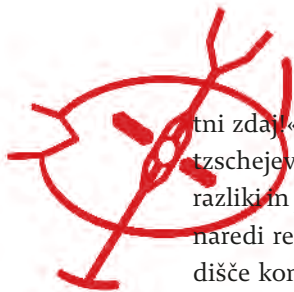 tni zdaj!«
tzschejev
razliki in
naredi re
dišče kon